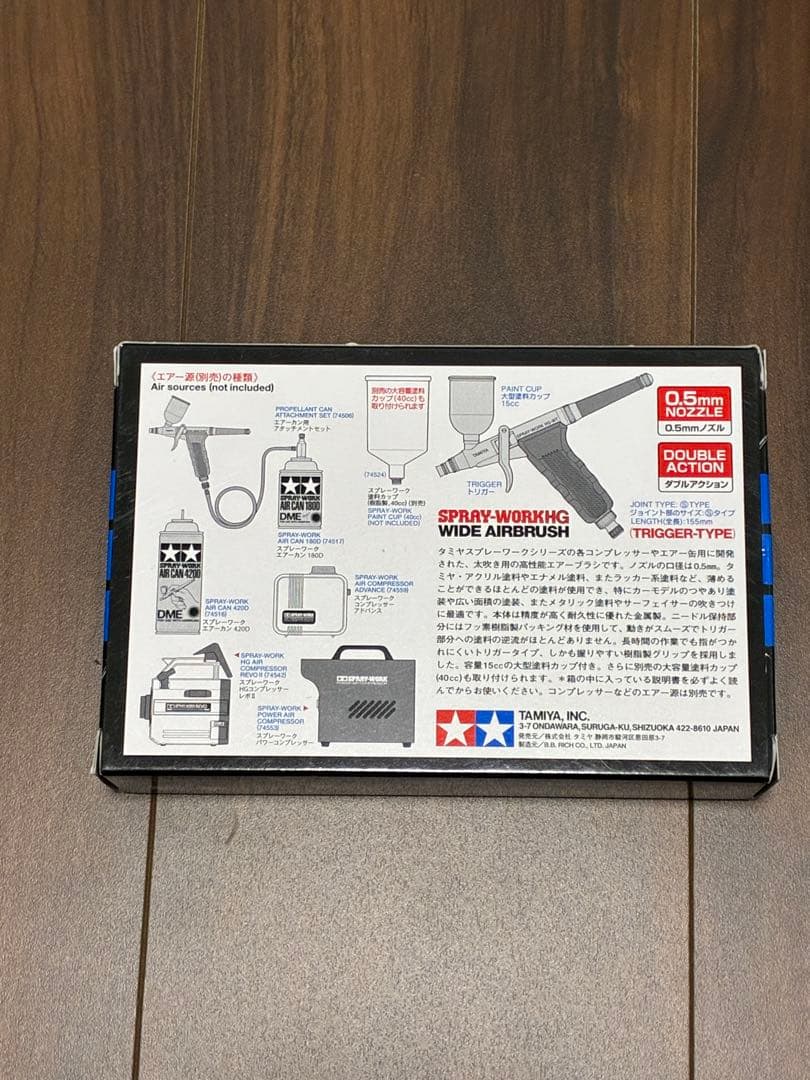 〈エアー源(別売)の種類〉
Air sources (not included)
PROPELLANT CAN
ATTACHMENT SET (74506)
エアーカン用
アタッチメントセット
SPRAY-WORK
AIR CAN 180D
DME
SPRAY-WORK
AIR CAN 180D (74517)
スプレーワーク
エアーカン 180D
SPRAY-WORK
AIR CAN 420D
DME
SPRAY-WORK
AIR CAN 420D
(74516)
スプレーワーク
エアーカン 420D
SPRAY-WORK
AIR COMPRESSOR
ADVANCE (74559)
スプレーワーク
コンプレッサー
アドバンス
SPRAY-WORK
HG AIR
COMPRESSOR
REVO II (74542)
スプレーワーク
HGコンプレッサー
レボII
SPRAY-WORK
SPRAY-WORK
POWER AIR
COMPRESSOR
(74553)
スプレーワーク
パワーコンプレッサー
別売の大容量塗料
カップ(40cc)も
取り付けられます
(74524)
スプレーワーク
塗料カップ
(樹脂製、40cc)(別売)
SPRAY-WORK
PAINT CUP (40cc)
(NOT INCLUDED)
PAINT CUP
大型塗料カップ
15cc
TAMIYA SPRAY-WORK HG WT
TRIGGER
トリガー
0.5mm
NOZZLE
0.5mmノズル
DOUBLE
ACTION
ダブルアクション
JOINT TYPE: Ⓢ TYPE
ジョイント部のサイズ:Ⓢタイプ
LENGTH(全長):155mm
SPRAY-WORK HG
WIDE AIRBRUSH
(TRIGGER-TYPE)
タミヤスプレーワークシリーズの各コンプレッサーやエアー缶用に開発
された、太吹き用の高性能エアーブラシです。ノズルの口径は0.5mm。タ
ミヤ・アクリル塗料やエナメル塗料、またラッカー系塗料など、薄める
ことができるほとんどの塗料が使用でき、特にカーモデルのつやあり塗
装や広い面積の塗装、またメタリック塗料やサーフェイサーの吹きつけ
に最適です。本体は精度が高く耐久性に優れた金属製。ニードル保持部
分にはフッ素樹脂製パッキング材を使用して、動きがスムーズでトリガー
部分への塗料の逆流がほとんどありません。長時間の作業でも指がつか
れにくいトリガータイプ、しかも握りやすい樹脂製グリップを採用しま
した。容量15ccの大型塗料カップ付き。さらに別売の大容量塗料カップ
(40cc)も取り付けられます。＊箱の中に入っている説明書を必ずよく読
んでからお使いください。コンプレッサーなどのエアー源は別売です。
TAMIYA, INC.
3-7 ONDAWARA, SURUGA-KU, SHIZUOKA 422-8610 JAPAN
発売元／株式会社 タミヤ 静岡市駿河区恩田原3-7
製造元／B.B. RICH CO., LTD. JAPAN